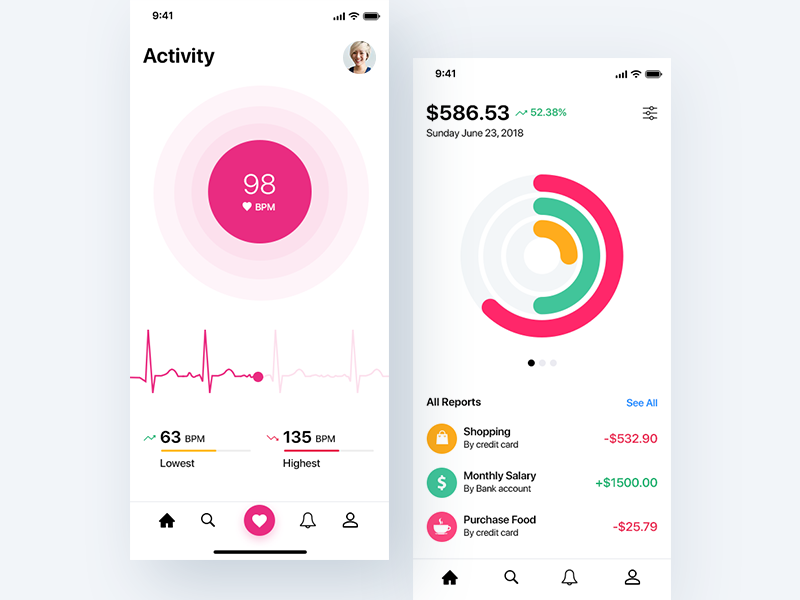 9:41
Activity
98
BPM
63 BPM
Lowest
135 BPM
Highest
9:41
$586.53 52.38%
Sunday June 23, 2018
All Reports See All
Shopping
By credit card
-$532.90
$
Monthly Salary
By Bank account
+$1500.00
Purchase Food
By credit card
-$25.79